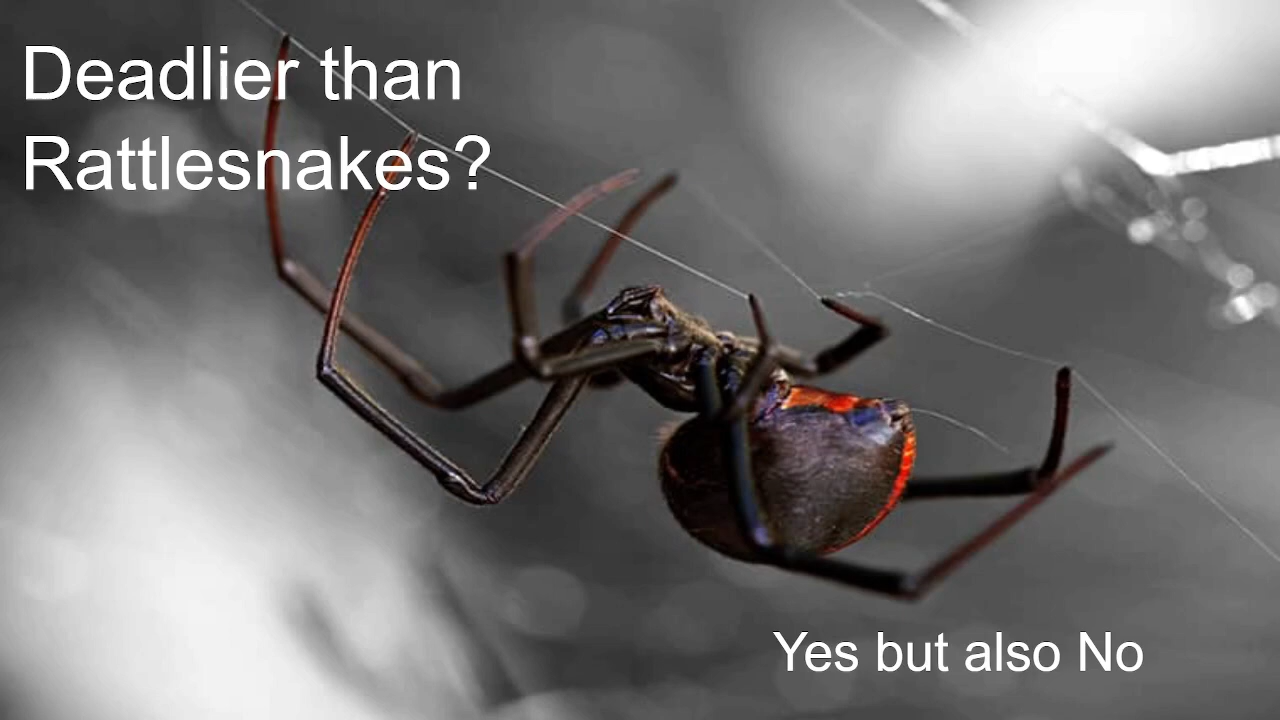 Deadlier than
Rattlesnakes?
Yes but also No